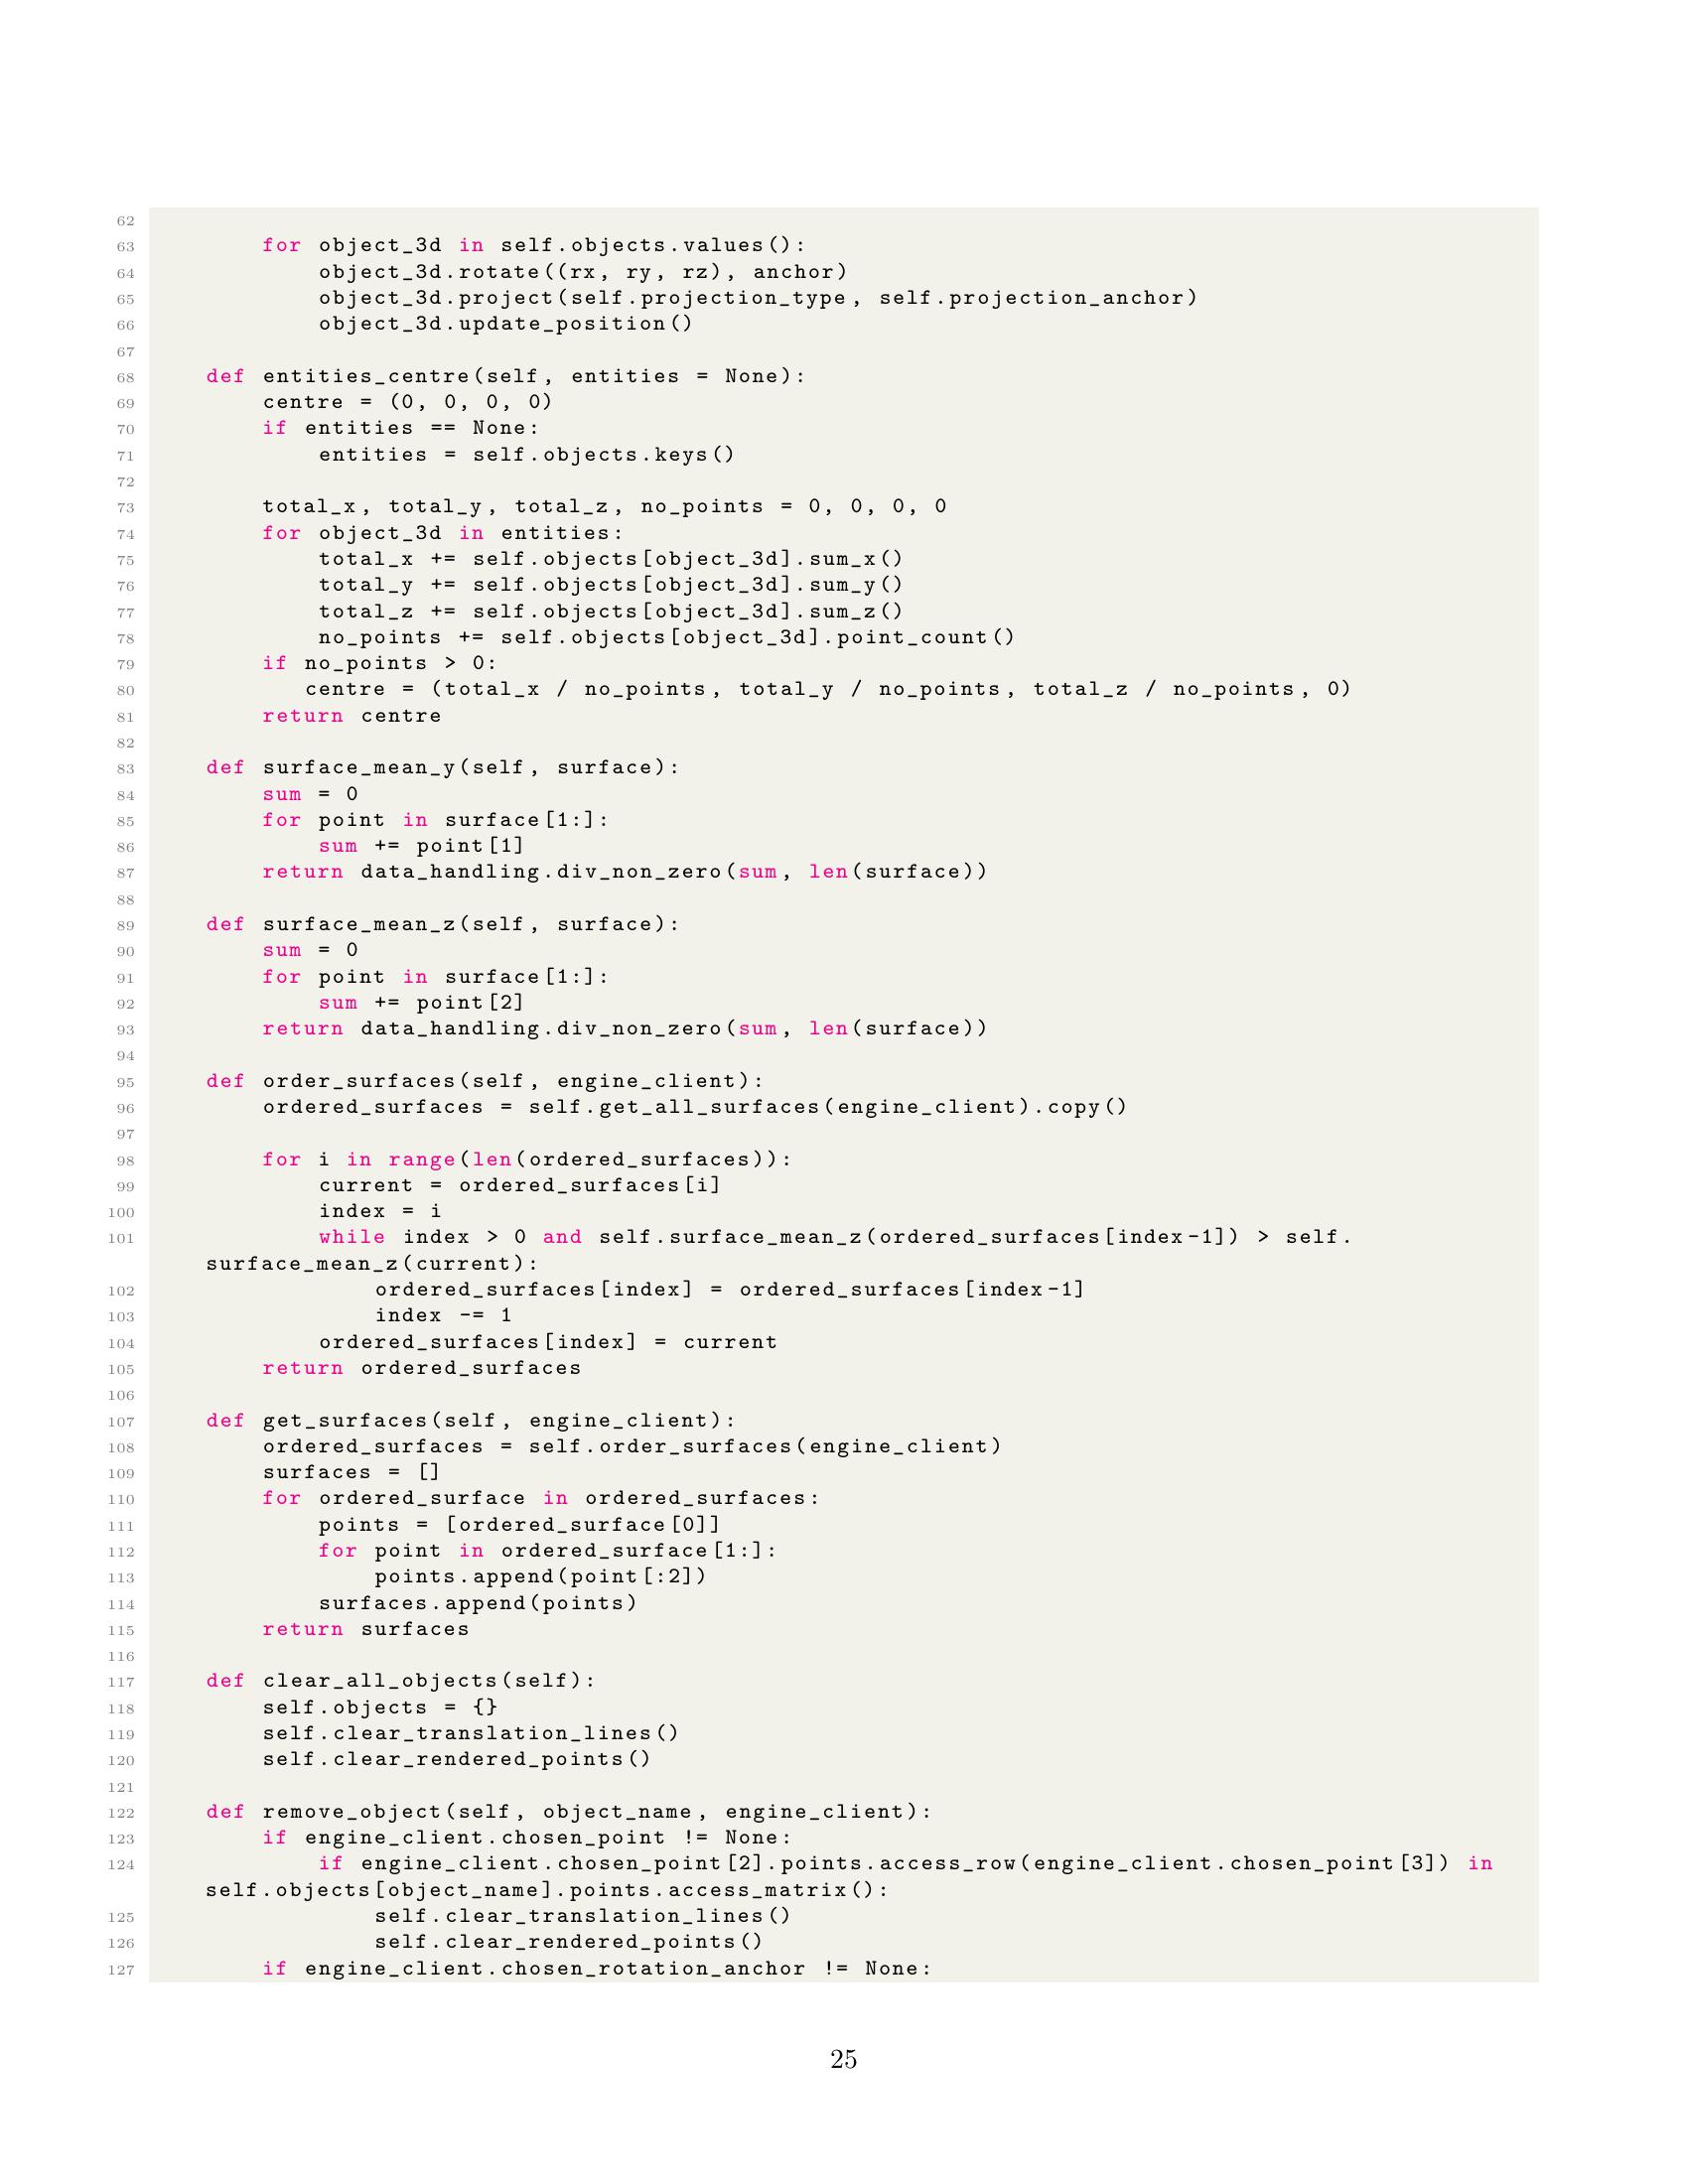 62
63         for object_3d in self.objects.values():
64             object_3d.rotate((rx, ry, rz), anchor)
65             object_3d.project(self.projection_type, self.projection_anchor)
66             object_3d.update_position()
67
68     def entities_centre(self, entities = None):
69         centre = (0, 0, 0, 0)
70         if entities == None:
71             entities = self.objects.keys()
72
73         total_x, total_y, total_z, no_points = 0, 0, 0, 0
74         for object_3d in entities:
75             total_x += self.objects[object_3d].sum_x()
76             total_y += self.objects[object_3d].sum_y()
77             total_z += self.objects[object_3d].sum_z()
78             no_points += self.objects[object_3d].point_count()
79         if no_points > 0:
80            centre = (total_x / no_points, total_y / no_points, total_z / no_points, 0)
81         return centre
82
83     def surface_mean_y(self, surface):
84         sum = 0
85         for point in surface[1:]:
86             sum += point[1]
87         return data_handling.div_non_zero(sum, len(surface))
88
89     def surface_mean_z(self, surface):
90         sum = 0
91         for point in surface[1:]:
92             sum += point[2]
93         return data_handling.div_non_zero(sum, len(surface))
94
95     def order_surfaces(self, engine_client):
96         ordered_surfaces = self.get_all_surfaces(engine_client).copy()
97
98         for i in range(len(ordered_surfaces)):
99             current = ordered_surfaces[i]
100             index = i
101             while index > 0 and self.surface_mean_z(ordered_surfaces[index-1]) > self.
surface_mean_z(current):
102                 ordered_surfaces[index] = ordered_surfaces[index-1]
103                 index -= 1
104             ordered_surfaces[index] = current
105         return ordered_surfaces
106
107     def get_surfaces(self, engine_client):
108         ordered_surfaces = self.order_surfaces(engine_client)
109         surfaces = []
110         for ordered_surface in ordered_surfaces:
111             points = [ordered_surface[0]]
112             for point in ordered_surface[1:]:
113                 points.append(point[:2])
114             surfaces.append(points)
115         return surfaces
116
117     def clear_all_objects(self):
118         self.objects = {}
119         self.clear_translation_lines()
120         self.clear_rendered_points()
121
122     def remove_object(self, object_name, engine_client):
123         if engine_client.chosen_point != None:
124             if engine_client.chosen_point[2].points.access_row(engine_client.chosen_point[3]) in
self.objects[object_name].points.access_matrix():
125                 self.clear_translation_lines()
126                 self.clear_rendered_points()
127         if engine_client.chosen_rotation_anchor != None:
25